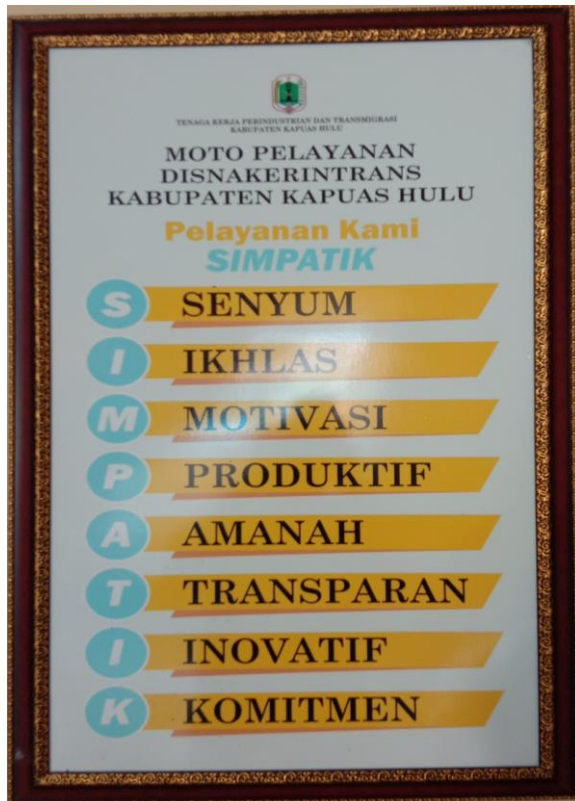 TENAGA KERJA PERINDUSTRIAN DAN TRANSMIGRASI
KABUPATEN KAPUAS HULU
MOTO PELAYANAN
DISNAKERINTRANS
KABUPATEN KAPUAS HULU
Pelayanan Kami
SIMPATIK
S SENYUM
I IKHLAS
M MOTIVASI
P PRODUKTIF
A AMANAH
T TRANSPARAN
I INOVATIF
K KOMITMEN